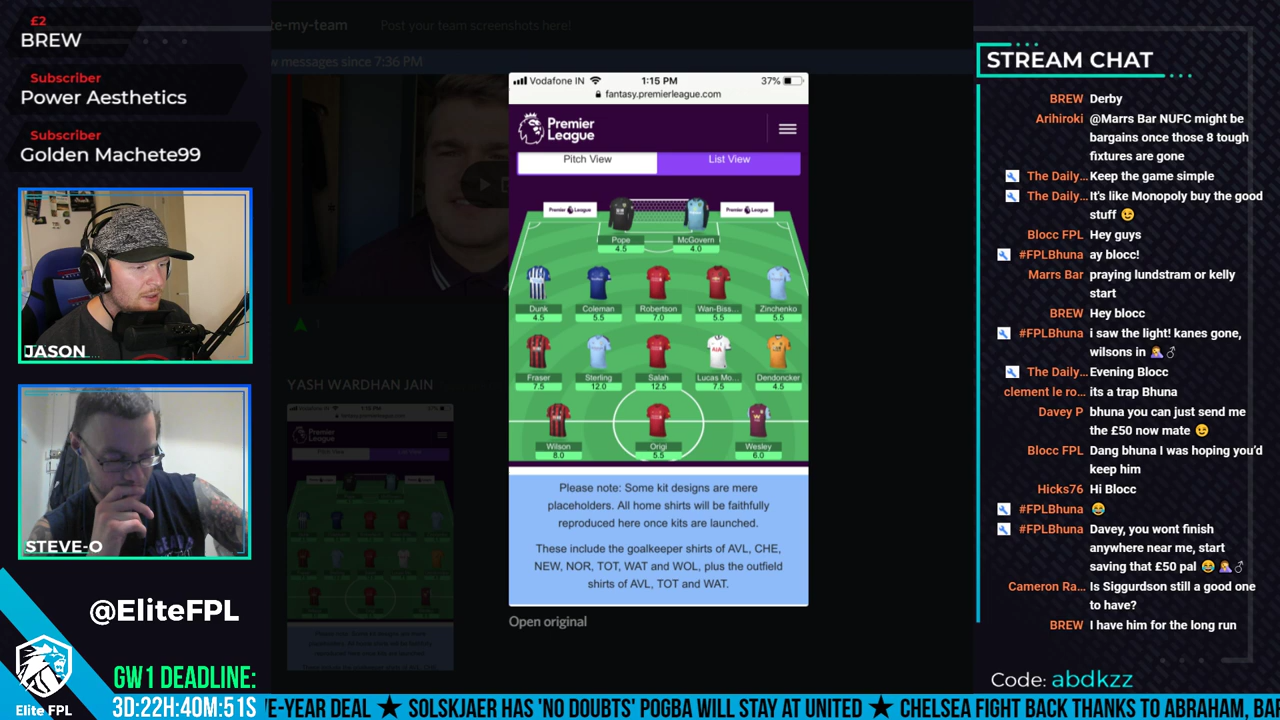 £2
BREW
Subscriber
Power Aesthetics
Subscriber
Golden Machete99
JASON
STEVE-O
@EliteFPL
GW1 DEADLINE:
3D:22H:40M:51S
Elite FPL
te-my-team
Post your team screenshots here!
w messages since 7:36 PM
YASH WARDHAN JAIN
Vodafone IN
1:15 PM
37%
fantasy.premierleague.com
Premier
League
Pitch View
List View
Premier League
Premier League
Pope
McGovern
4.5
4.0
Dunk
Coleman
Robertson
Wan-Biss...
Zinchenko
4.5
5.5
7.0
5.5
5.5
Fraser
Sterling
Salah
Lucas Mo...
Dendoncker
7.5
12.0
12.5
7.5
4.5
Wilson
Origi
Wesley
8.0
5.5
6.0
Please note: Some kit designs are mere
placeholders. All home shirts will be faithfully
reproduced here once kits are launched.
These include the goalkeeper shirts of AVL, CHE,
NEW, NOR, TOT, WAT and WOL, plus the outfield
shirts of AVL, TOT and WAT.
Open original
STREAM CHAT
BREW Derby
Arihiroki @Marrs Bar NUFC might be
bargains once those 8 tough
fixtures are gone
The Daily... Keep the game simple
The Daily... It's like Monopoly buy the good
stuff 😉
Blocc FPL Hey guys
#FPLBhuna ay blocc!
Marrs Bar praying lundstram or kelly
start
BREW Hey blocc
#FPLBhuna i saw the light! kanes gone,
wilsons in 🤦♂
The Daily... Evening Blocc
clement le ro... its a trap Bhuna
Davey P bhuna you can just send me
the £50 now mate 😉
Blocc FPL Dang bhuna I was hoping you'd
keep him
Hicks76 Hi Blocc
#FPLBhuna 😂
#FPLBhuna Davey, you wont finish
anywhere near me, start
saving that £50 pal 😂🤦♂
Cameron Ra... Is Siggurdson still a good one
to have?
BREW I have him for the long run
Code: abdkzz
E-YEAR DEAL ★ SOLSKJAER HAS 'NO DOUBTS' POGBA WILL STAY AT UNITED ★ CHELSEA FIGHT BACK THANKS TO ABRAHAM, BA